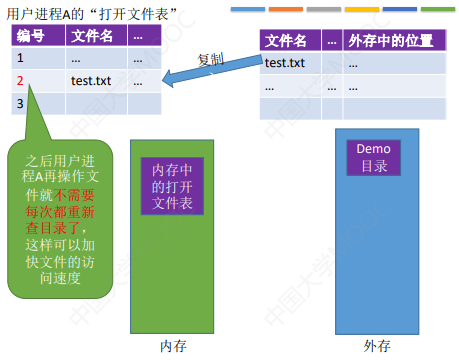 用户进程A的“打开文件表”
编号 文件名 ...
1 ... ...
2 test.txt ...
3
复制
文件名 ... 外存中的位置
test.txt ...
... ... ...
之后用户进
程A再操作文
件就不需要
每次都重新
查目录了，
这样可以加
快文件的访
问速度
内存中
的打开
文件表
内存
Demo
目录
外存